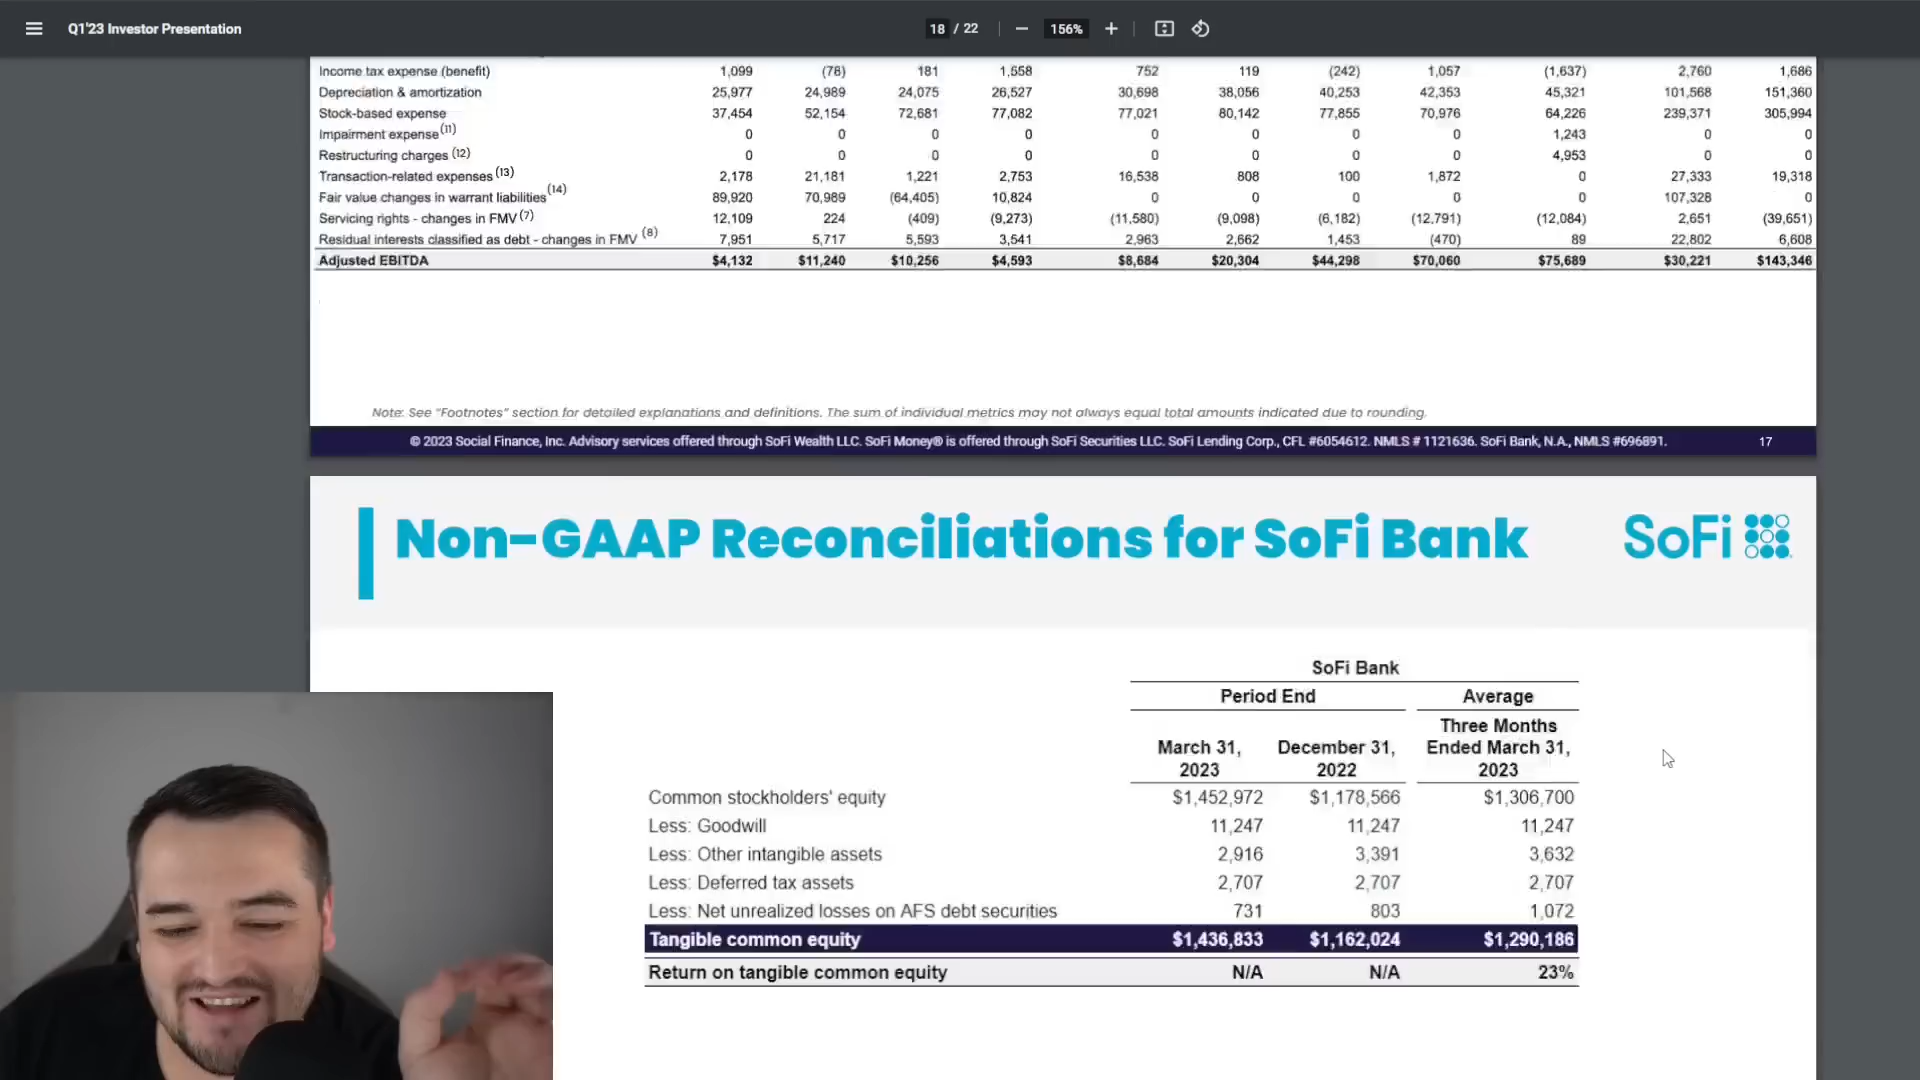 Q1'23 Investor Presentation 18 / 22 156%
Income tax expense (benefit) 1,099 (78) 181 1,558 752 119 (242) 1,057 (1,637) 2,760 1,686
Depreciation & amortization 25,977 24,989 24,075 26,527 30,698 38,056 40,253 42,353 45,321 101,568 151,360
Stock-based expense 37,454 52,154 72,681 77,082 77,021 80,142 77,855 70,976 64,226 239,371 305,994
Impairment expense (11) 0 0 0 0 0 0 0 0 1,243 0 0
Restructuring charges (12) 0 0 0 0 0 0 0 0 4,953 0 0
Transaction-related expenses (13) 2,178 21,181 1,221 2,753 16,538 808 100 1,872 0 27,333 19,318
Fair value changes in warrant liabilities (14) 89,920 70,989 (64,405) 10,824 0 0 0 0 0 107,328 0
Servicing rights - changes in FMV (7) 12,109 224 (409) (9,273) (11,580) (9,098) (6,182) (12,791) (12,084) 2,651 (39,651)
Residual interests classified as debt - changes in FMV (8) 7,951 5,717 5,593 3,541 2,963 2,662 1,453 (470) 89 22,802 6,608
Adjusted EBITDA $4,132 $11,240 $10,256 $4,593 $8,684 $20,304 $44,298 $70,060 $75,689 $30,221 $143,346
Note: See "Footnotes" section for detailed explanations and definitions. The sum of individual metrics may not always equal total amounts indicated due to rounding.
© 2023 Social Finance, Inc. Advisory services offered through SoFi Wealth LLC. SoFi Money® is offered through SoFi Securities LLC. SoFi Lending Corp., CFL #6054612. NMLS # 1121636. SoFi Bank, N.A., NMLS #696891. 17
Non-GAAP Reconciliations for SoFi Bank SoFi
SoFi Bank
Period End Average
Three Months
March 31, December 31, Ended March 31,
2023 2022 2023
Common stockholders' equity $1,452,972 $1,178,566 $1,306,700
Less: Goodwill 11,247 11,247 11,247
Less: Other intangible assets 2,916 3,391 3,632
Less: Deferred tax assets 2,707 2,707 2,707
Less: Net unrealized losses on AFS debt securities 731 803 1,072
Tangible common equity $1,436,833 $1,162,024 $1,290,186
Return on tangible common equity N/A N/A 23%